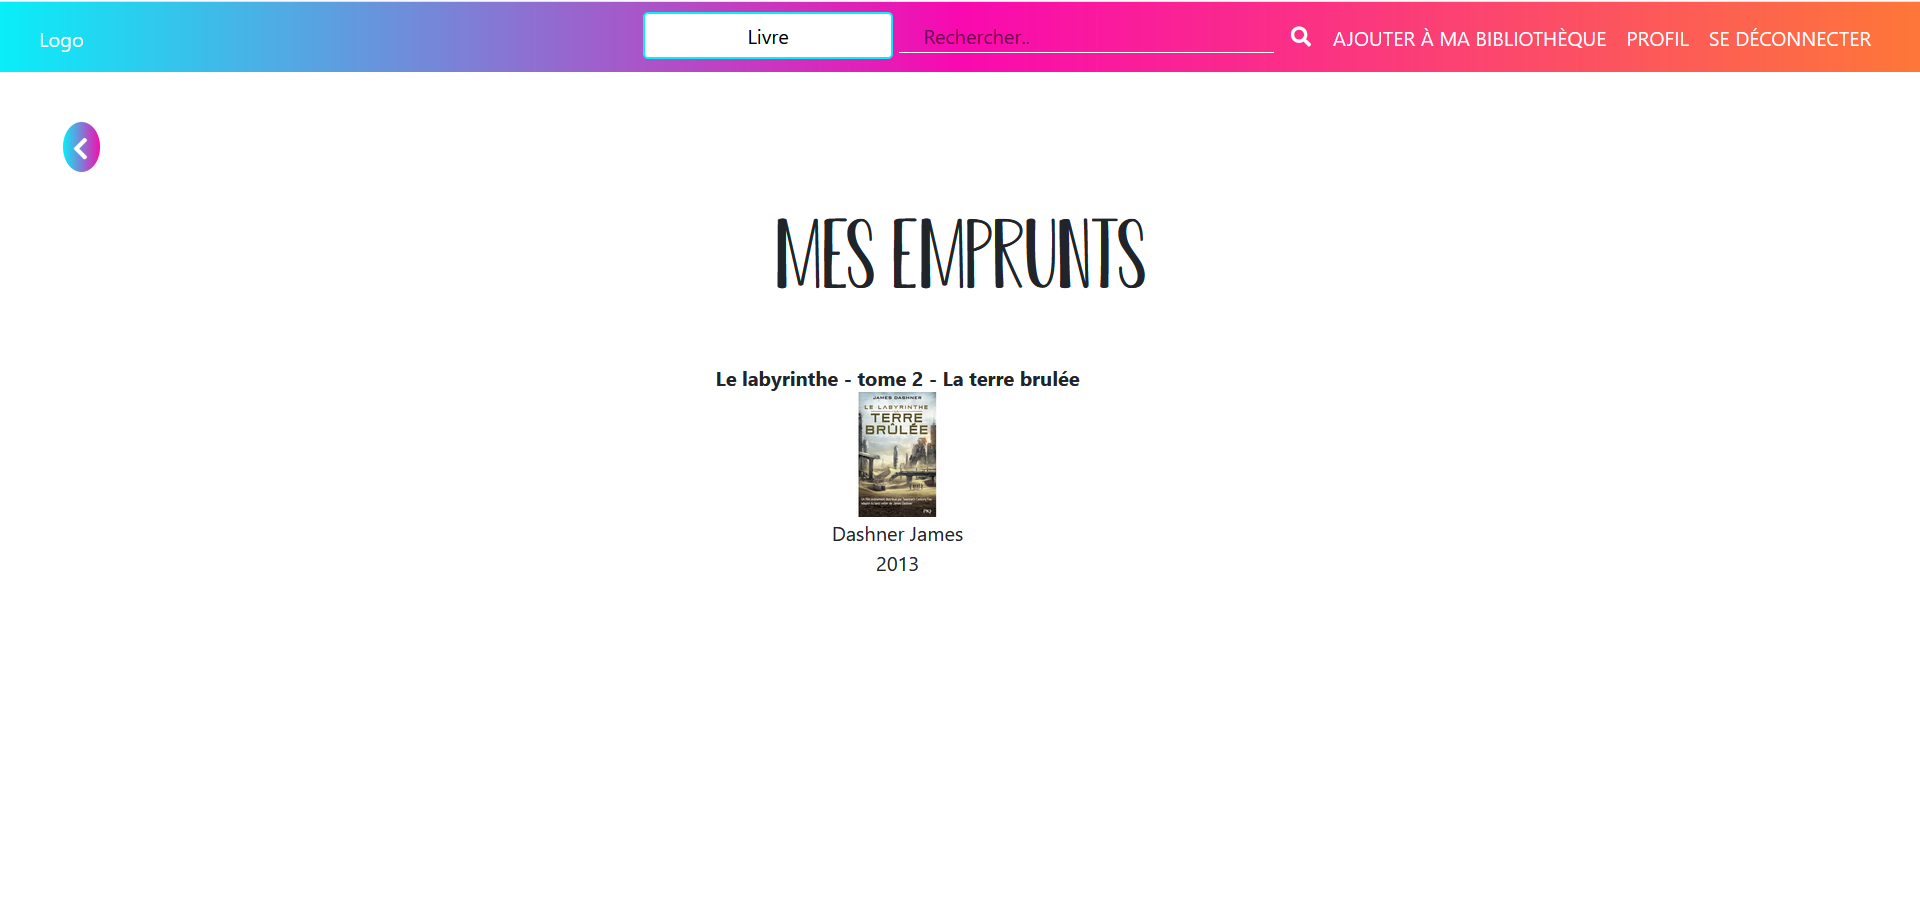 Logo
Livre
Rechercher..
AJOUTER À MA BIBLIOTHÈQUE
PROFIL
SE DÉCONNECTER
MES EMPRUNTS
Le labyrinthe - tome 2 - La terre brulée
JAMES DASHNER
LE LABYRINTHE
TERRE
BRÛLÉE
PKJ
Dashner James
2013